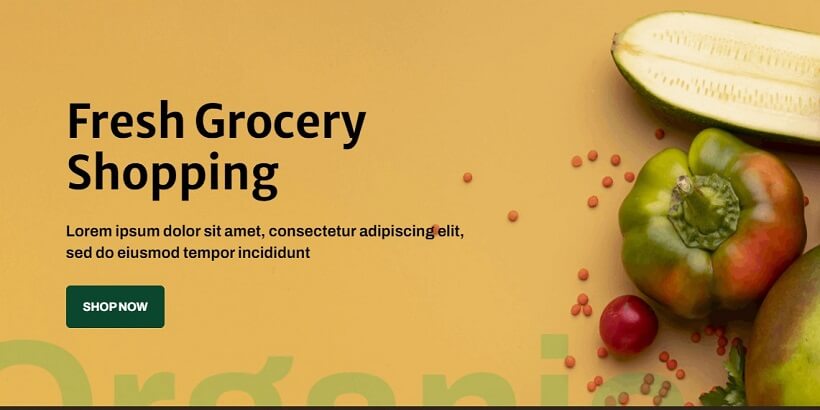 Fresh Grocery
Shopping
Lorem ipsum dolor sit amet, consectetur adipiscing elit,
sed do eiusmod tempor incididunt
SHOP NOW
Organic